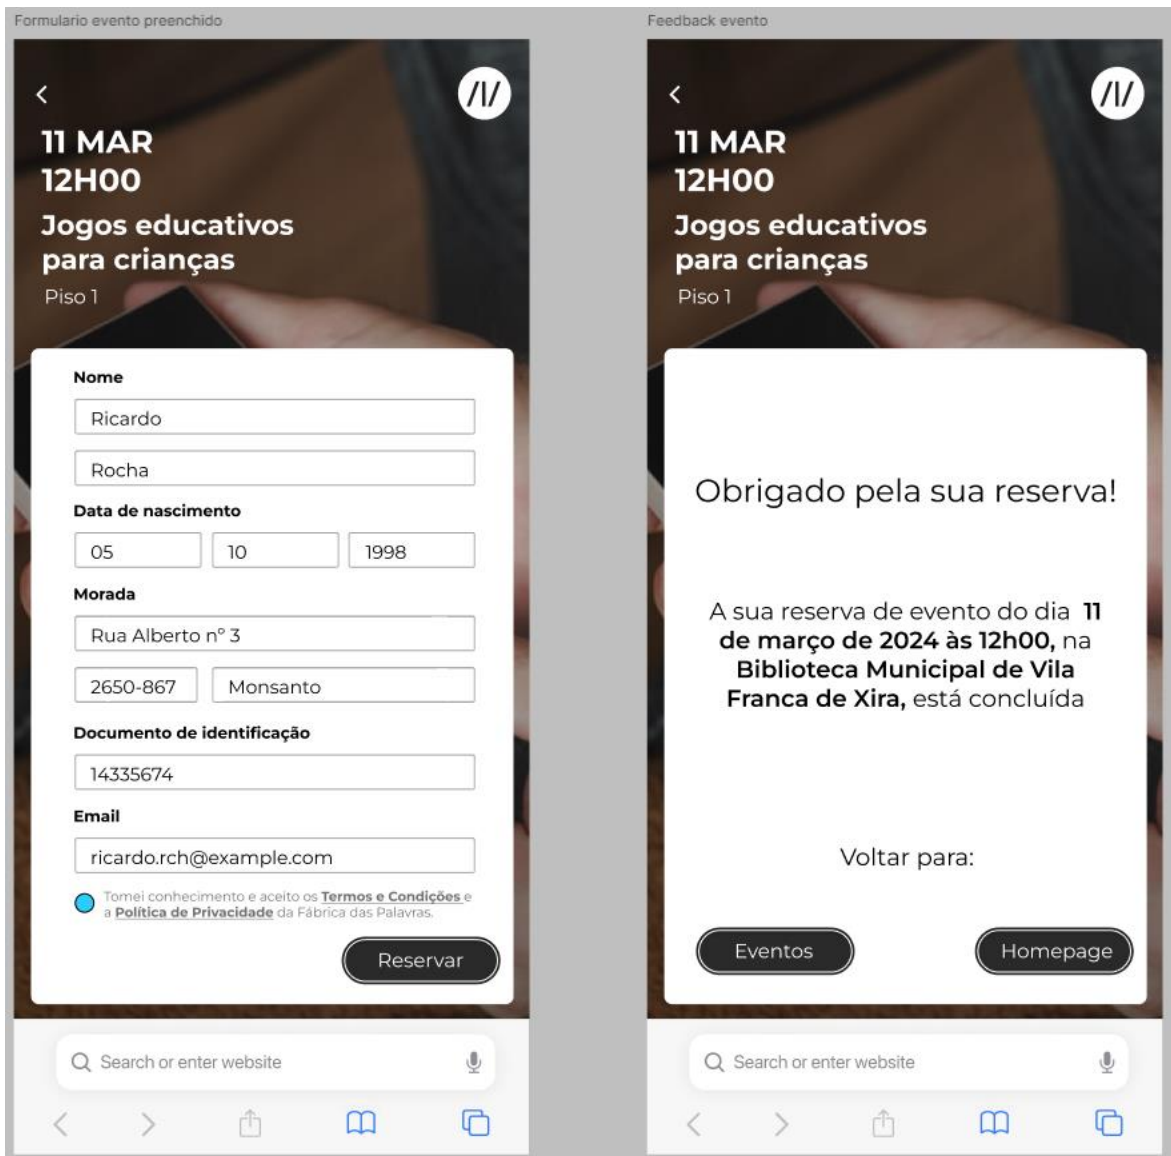 Formulario evento preenchido
11 MAR
12H00
Jogos educativos
para crianças
Piso 1
Nome
Ricardo
Rocha
Data de nascimento
05 10 1998
Morada
Rua Alberto nº 3
2650-867 Monsanto
Documento de identificação
14335674
Email
ricardo.rch@example.com
Tomei conhecimento e aceito os Termos e Condições e
a Política de Privacidade da Fábrica das Palavras.
Reservar
Search or enter website
Feedback evento
11 MAR
12H00
Jogos educativos
para crianças
Piso 1
Obrigado pela sua reserva!
A sua reserva de evento do dia 11
de março de 2024 às 12h00, na
Biblioteca Municipal de Vila
Franca de Xira, está concluída
Voltar para:
Eventos Homepage
Search or enter website